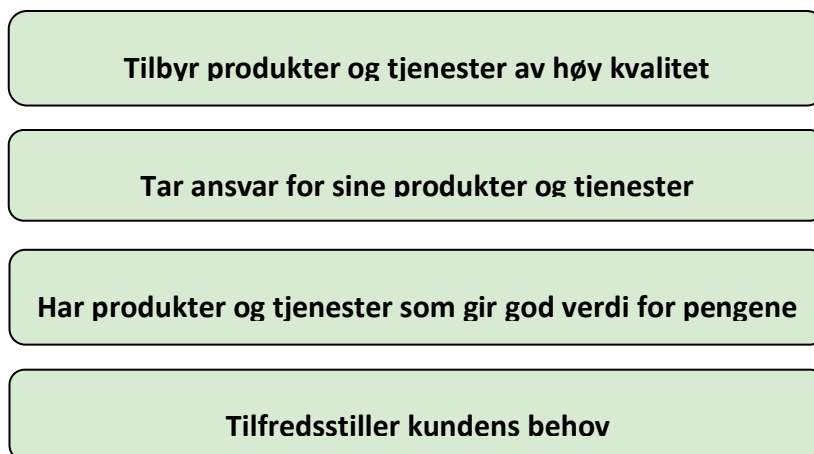 Tilbyr produkter og tjenester av høy kvalitet
Tar ansvar for sine produkter og tjenester
Har produkter og tjenester som gir god verdi for pengene
Tilfredsstiller kundens behov